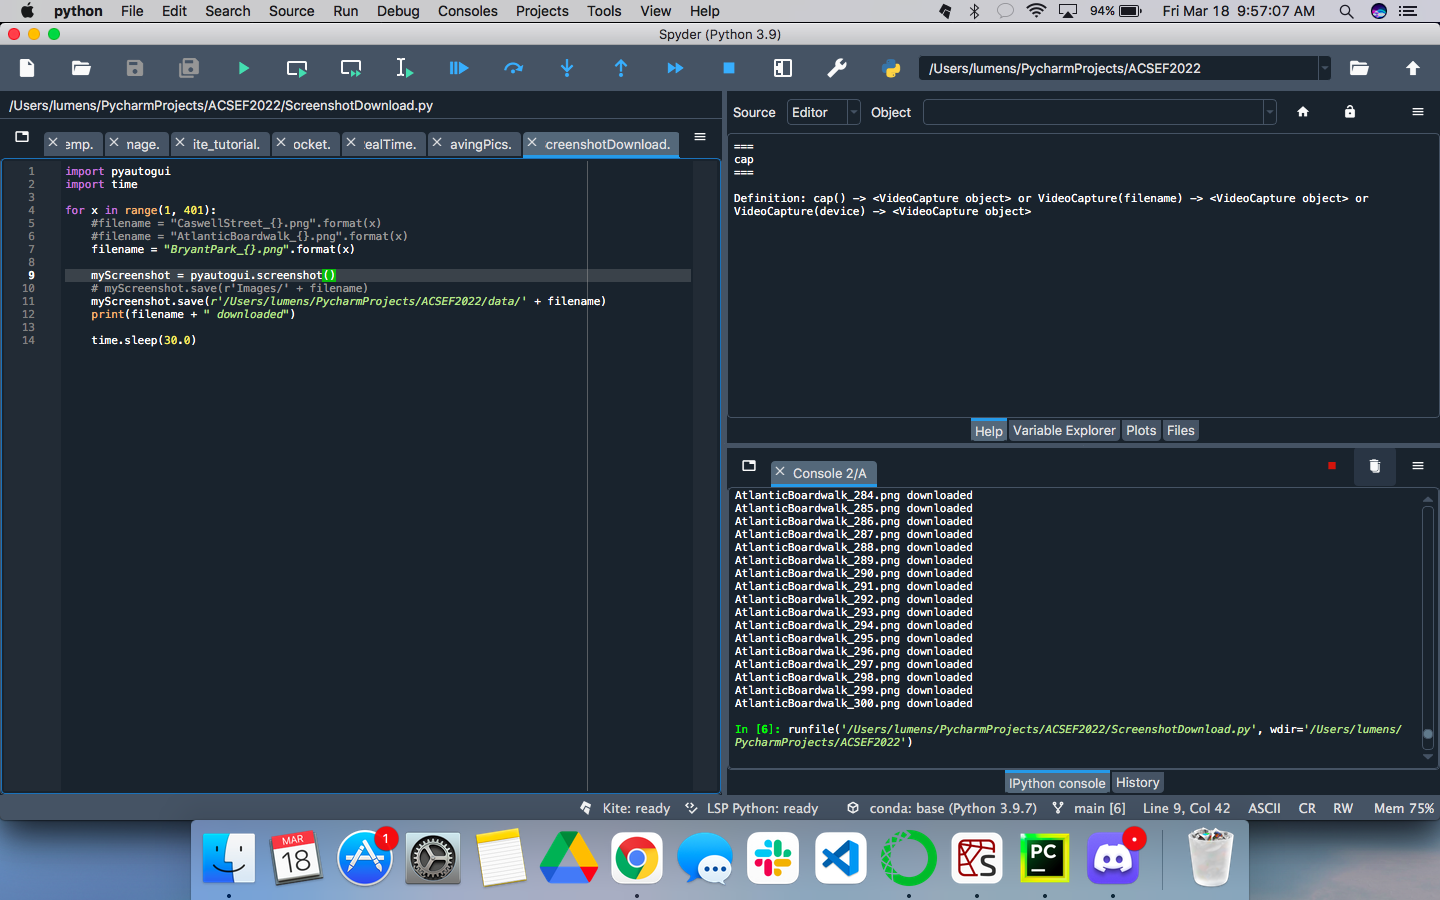 python File Edit Search Source Run Debug Consoles Projects Tools View Help 94% Fri Mar 18 9:57:07 AM
Spyder (Python 3.9)
/Users/lumens/PycharmProjects/ACSEF2022
/Users/lumens/PycharmProjects/ACSEF2022/ScreenshotDownload.py
emp. nage. ite_tutorial. ocket. ealTime. avingPics. creenshotDownload.
1 import pyautogui
2 import time
3
4 for x in range(1, 401):
5 #filename = "CaswellStreet_{}.png".format(x)
6 #filename = "AtlanticBoardwalk_{}.png".format(x)
7 filename = "BryantPark_{}.png".format(x)
8
9 myScreenshot = pyautogui.screenshot()
10 # myScreenshot.save(r'Images/' + filename)
11 myScreenshot.save(r'/Users/lumens/PycharmProjects/ACSEF2022/data/' + filename)
12 print(filename + " downloaded")
13
14 time.sleep(30.0)
Source Editor Object
===
cap
===
Definition: cap() -> <VideoCapture object> or VideoCapture(filename) -> <VideoCapture object> or
VideoCapture(device) -> <VideoCapture object>
Help Variable Explorer Plots Files
Console 2/A
AtlanticBoardwalk_284.png downloaded
AtlanticBoardwalk_285.png downloaded
AtlanticBoardwalk_286.png downloaded
AtlanticBoardwalk_287.png downloaded
AtlanticBoardwalk_288.png downloaded
AtlanticBoardwalk_289.png downloaded
AtlanticBoardwalk_290.png downloaded
AtlanticBoardwalk_291.png downloaded
AtlanticBoardwalk_292.png downloaded
AtlanticBoardwalk_293.png downloaded
AtlanticBoardwalk_294.png downloaded
AtlanticBoardwalk_295.png downloaded
AtlanticBoardwalk_296.png downloaded
AtlanticBoardwalk_297.png downloaded
AtlanticBoardwalk_298.png downloaded
AtlanticBoardwalk_299.png downloaded
AtlanticBoardwalk_300.png downloaded
In [6]: runfile('/Users/lumens/PycharmProjects/ACSEF2022/ScreenshotDownload.py', wdir='/Users/lumens/
PycharmProjects/ACSEF2022')
IPython console History
Kite: ready LSP Python: ready conda: base (Python 3.9.7) main [6] Line 9, Col 42 ASCII CR RW Mem 75%
MAR
18
1
PC